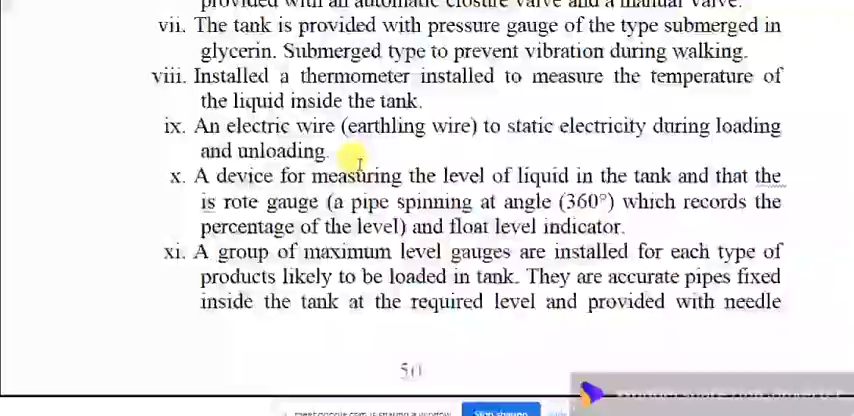 provided with an automatic closure valve and a manual valve.
vii. The tank is provided with pressure gauge of the type submerged in
glycerin. Submerged type to prevent vibration during walking.
viii. Installed a thermometer installed to measure the temperature of
the liquid inside the tank.
ix. An electric wire (earthling wire) to static electricity during loading
and unloading.
x. A device for measuring the level of liquid in the tank and that the
is rote gauge (a pipe spinning at angle (360°) which records the
percentage of the level) and float level indicator.
xi. A group of maximum level gauges are installed for each type of
products likely to be loaded in tank. They are accurate pipes fixed
inside the tank at the required level and provided with needle
50
meet.google.com is sharing a window. Stop sharing